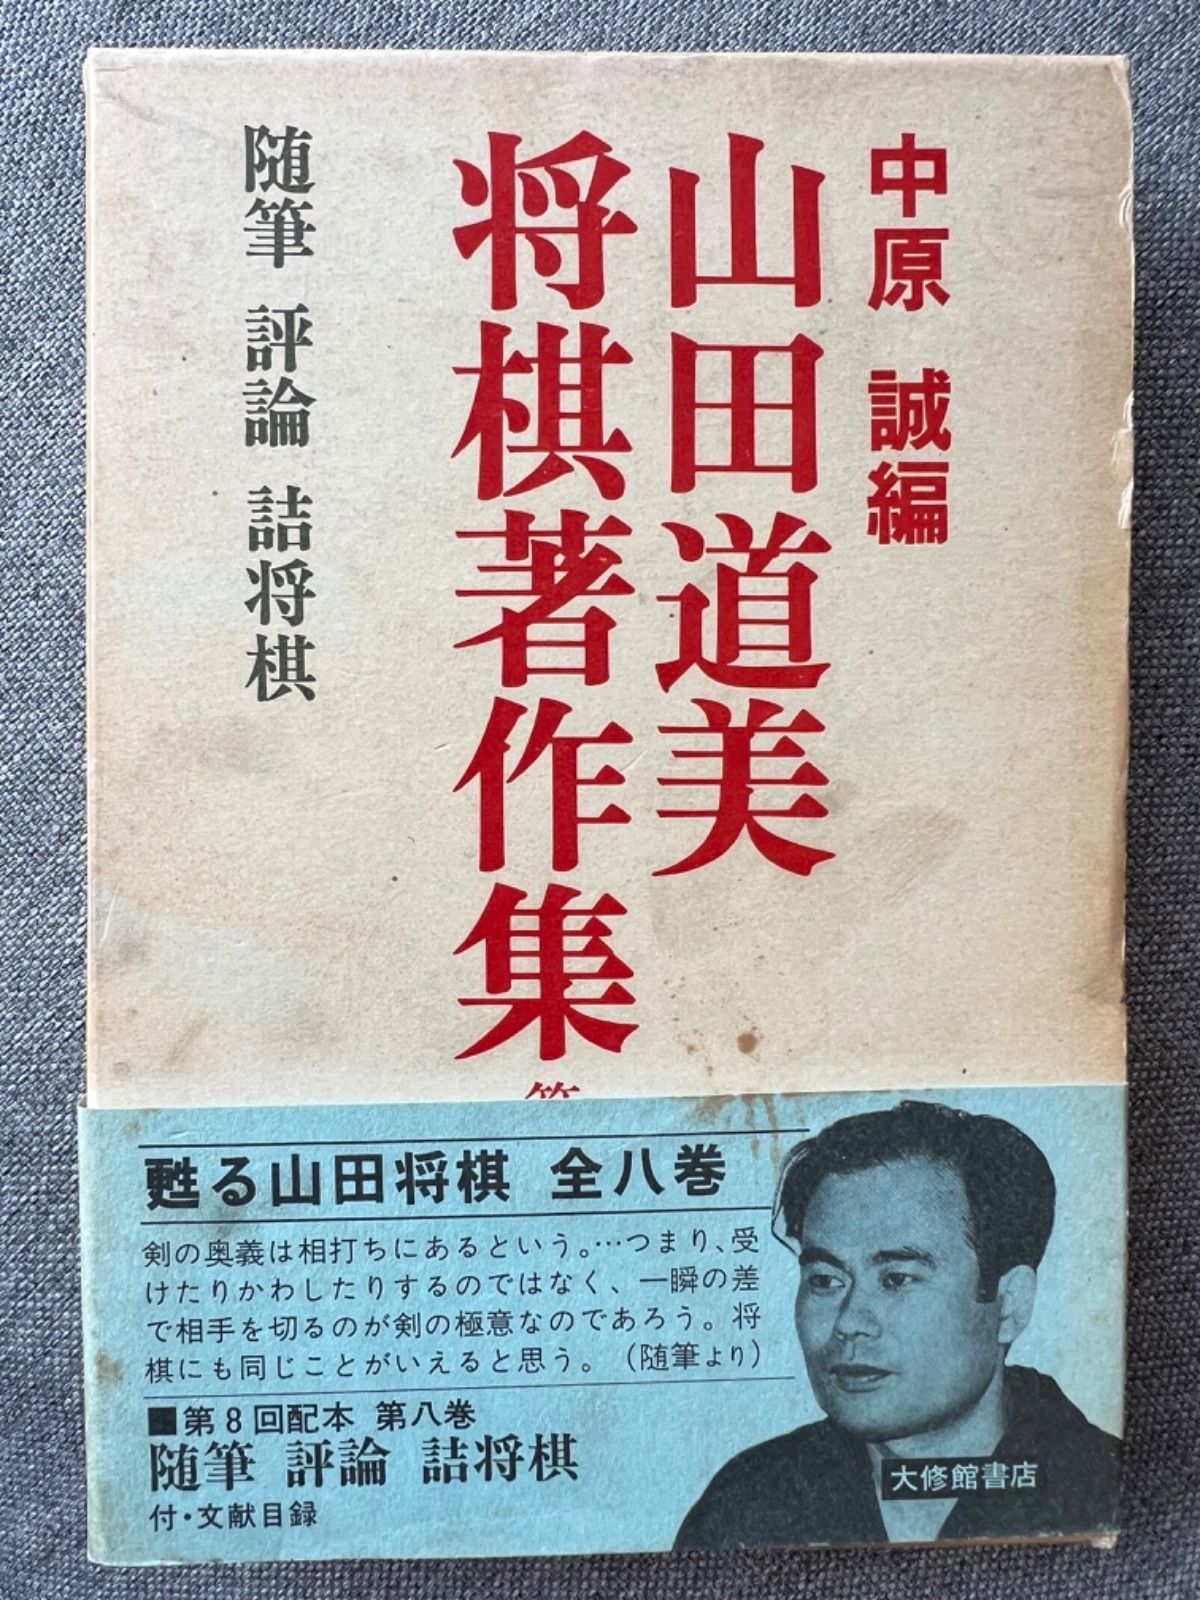 中原 誠編
山田道美
将棋著作集
随筆 評論 詰将棋
甦る山田将棋 全八巻
剣の奥義は相打ちにあるという。…つまり、受
けたりかわしたりするのではなく、一瞬の差
で相手を切るのが剣の極意なのであろう。将
棋にも同じことがいえると思う。(随筆より)
■第8回配本 第八巻
随筆 評論 詰将棋
付・文献目録
大修館書店